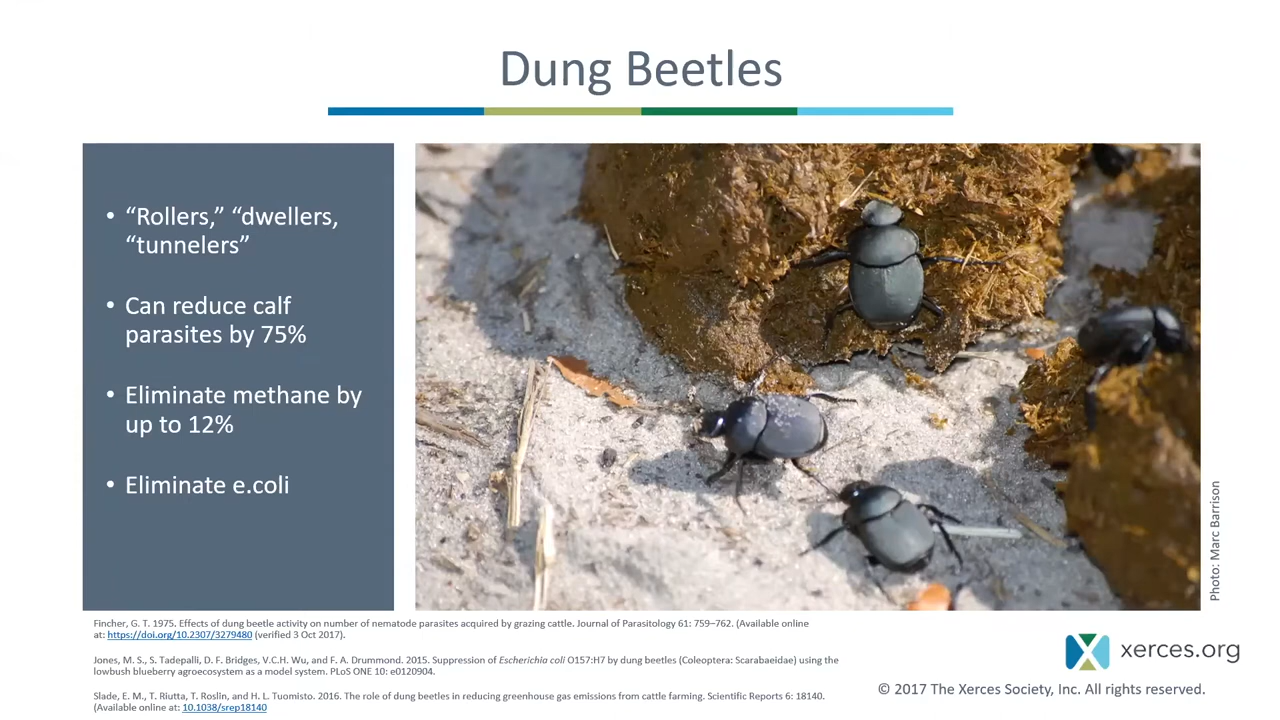 Dung Beetles
• “Rollers,” “dwellers,
“tunnelers”
• Can reduce calf
parasites by 75%
• Eliminate methane by
up to 12%
• Eliminate e.coli
Photo: Marc Barrison
Fincher, G. T. 1975. Effects of dung beetle activity on number of nematode parasites acquired by grazing cattle. Journal of Parasitology 61: 759–762. (Available online
at: https://doi.org/10.2307/3279480 (verified 3 Oct 2017).
Jones, M. S., S. Tadepalli, D. F. Bridges, V.C.H. Wu, and F. A. Drummond. 2015. Suppression of Escherichia coli O157:H7 by dung beetles (Coleoptera: Scarabaeidae) using the
lowbush blueberry agroecosystem as a model system. PLoS ONE 10: e0120904.
Slade, E. M., T. Riutta, T. Roslin, and H. L. Tuomisto. 2016. The role of dung beetles in reducing greenhouse gas emissions from cattle farming. Scientific Reports 6: 18140.
(Available online at: 10.1038/srep18140
xerces.org
© 2017 The Xerces Society, Inc. All rights reserved.